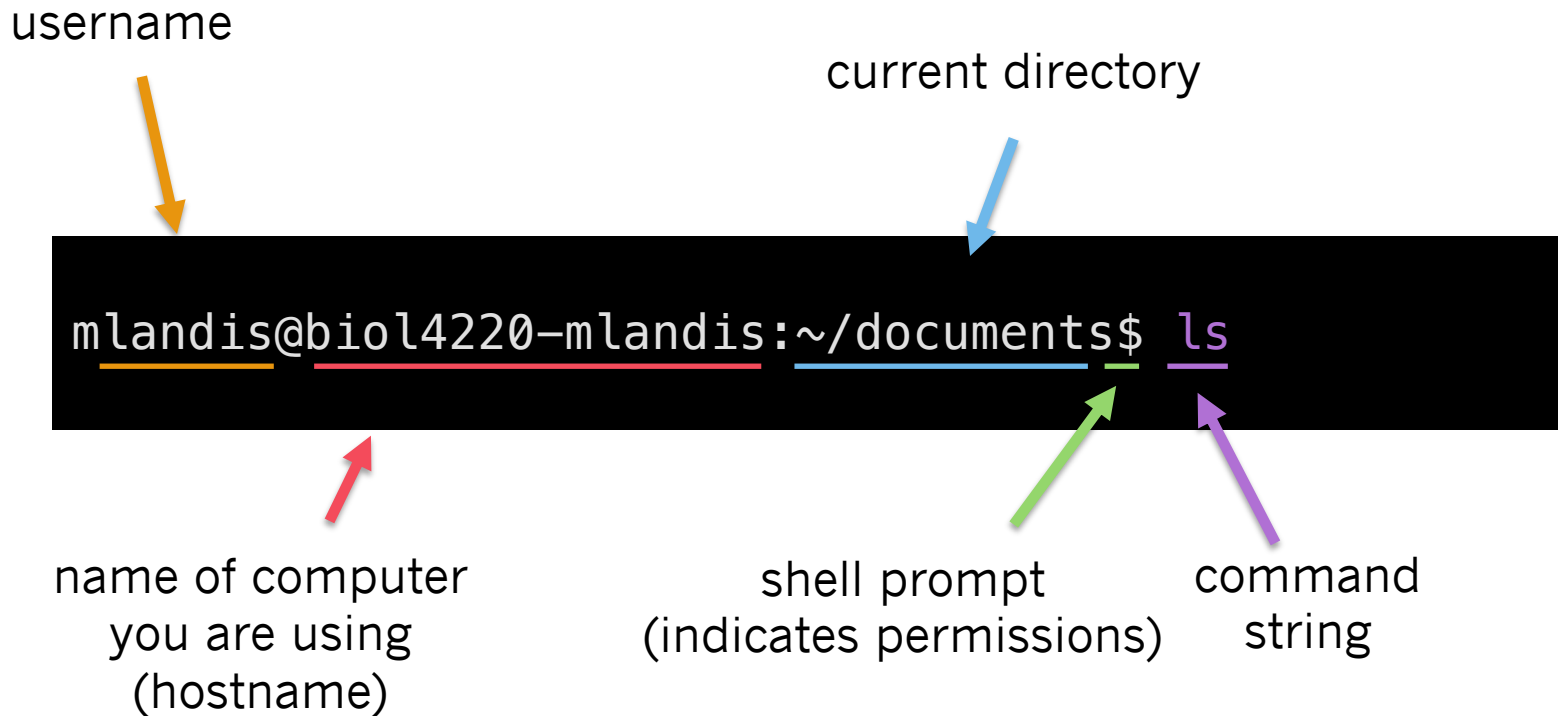 username
current directory
mlandis@biol4220-mlandis:~/documents$ ls
name of computer
you are using
(hostname)
shell prompt
(indicates permissions)
command
string